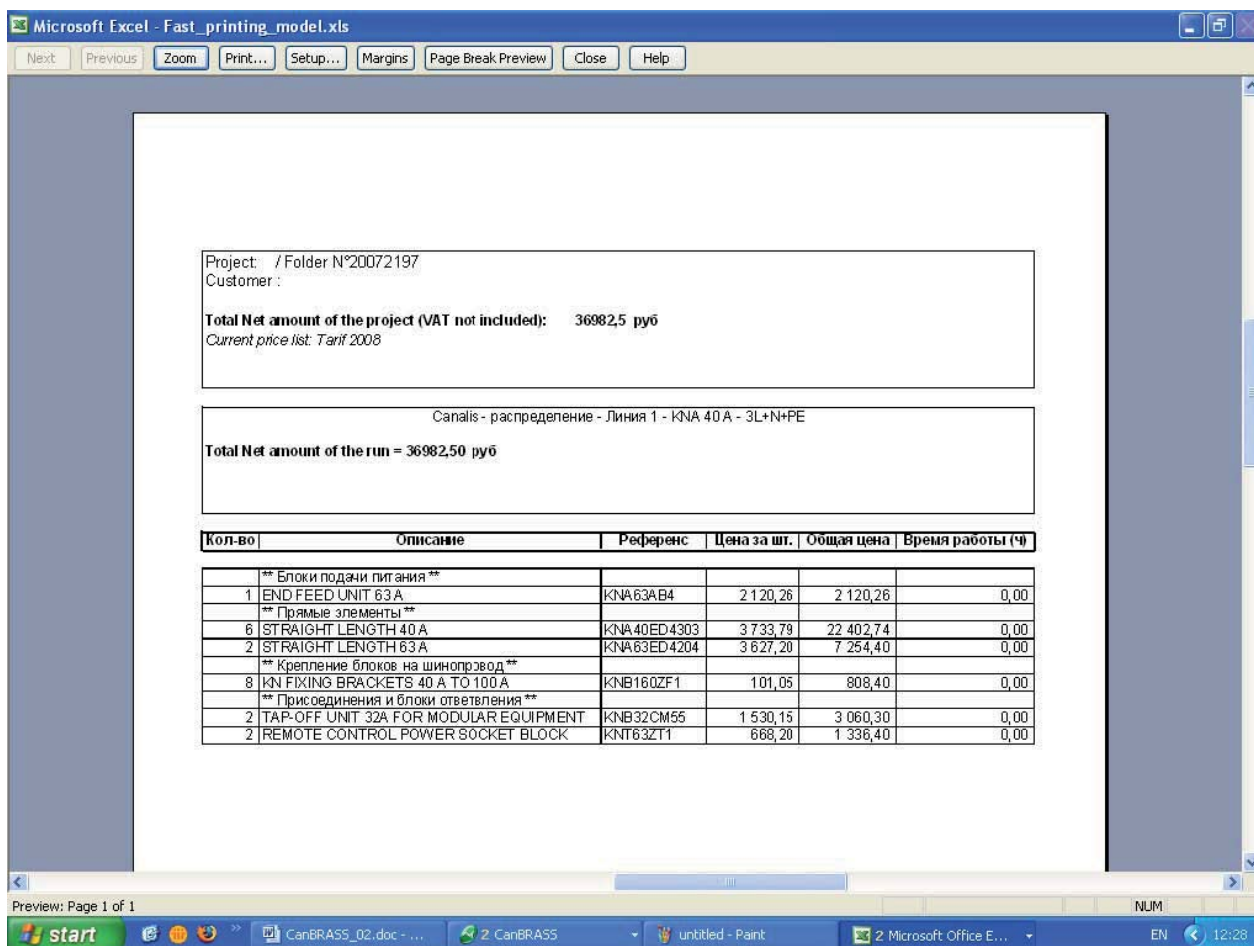 Microsoft Excel - Fast_printing_model.xls
Next Previous Zoom Print... Setup... Margins Page Break Preview Close Help
Project: / Folder N°20072197
Customer :
Total Net amount of the project (VAT not included): 36982,5 руб
Current price list: Tarif 2008
Canalis - распределение - Линия 1 - KNA 40 A - 3L+N+PE
Total Net amount of the run = 36982,50 руб
Кол-во Описание Референс Цена за шт. Общая цена Время работы (ч)
** Блоки подачи питания **
1 END FEED UNIT 63 A KNA63AB4 2 120,26 2 120,26 0,00
** Прямые элементы **
6 STRAIGHT LENGTH 40 A KNA40ED4303 3 733,79 22 402,74 0,00
2 STRAIGHT LENGTH 63 A KNA63ED4204 3 627,20 7 254,40 0,00
** Крепление блоков на шинопровод **
8 KN FIXING BRACKETS 40 A TO 100 A KNB160ZF1 101,05 808,40 0,00
** Присоединения и блоки ответвления **
2 TAP-OFF UNIT 32A FOR MODULAR EQUIPMENT KNB32CM55 1 530,15 3 060,30 0,00
2 REMOTE CONTROL POWER SOCKET BLOCK KNT63ZT1 668,20 1 336,40 0,00
Preview: Page 1 of 1 NUM
start CanBRASS_02.doc - ... 2 CanBRASS untitled - Paint 2 Microsoft Office E... EN 12:28